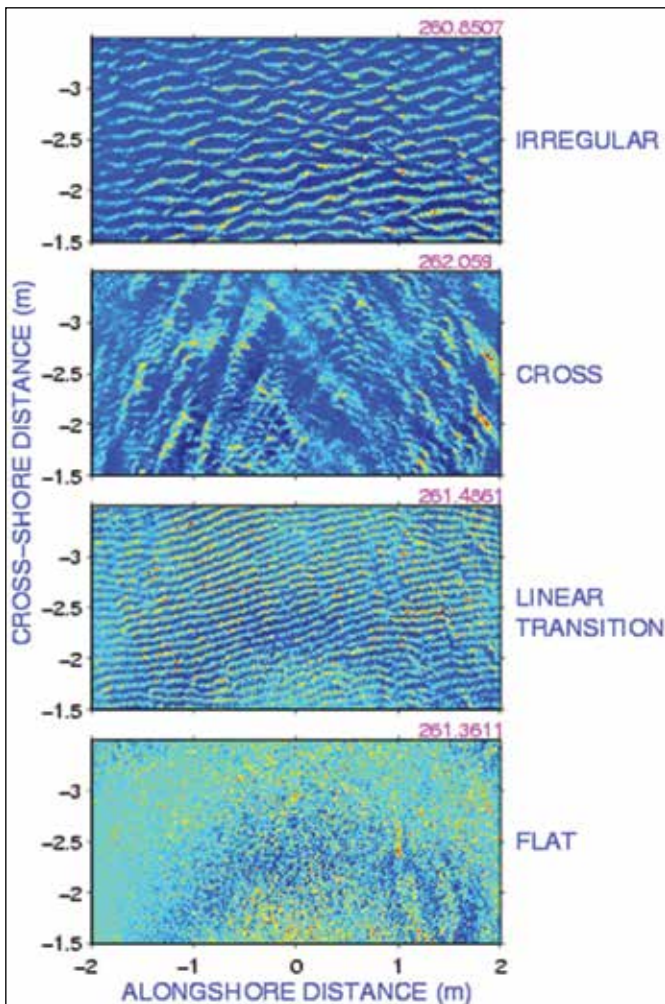 260.8507
-3
-2.5
-2
-1.5
IRREGULAR
262.059
-3
-2.5
-2
-1.5
CROSS
261.4861
-3
-2.5
-2
-1.5
LINEAR
TRANSITION
261.3611
-3
-2.5
-2
-1.5
FLAT
-2 -1 0 1 2
ALONGSHORE DISTANCE (m)
CROSS-SHORE DISTANCE (m)